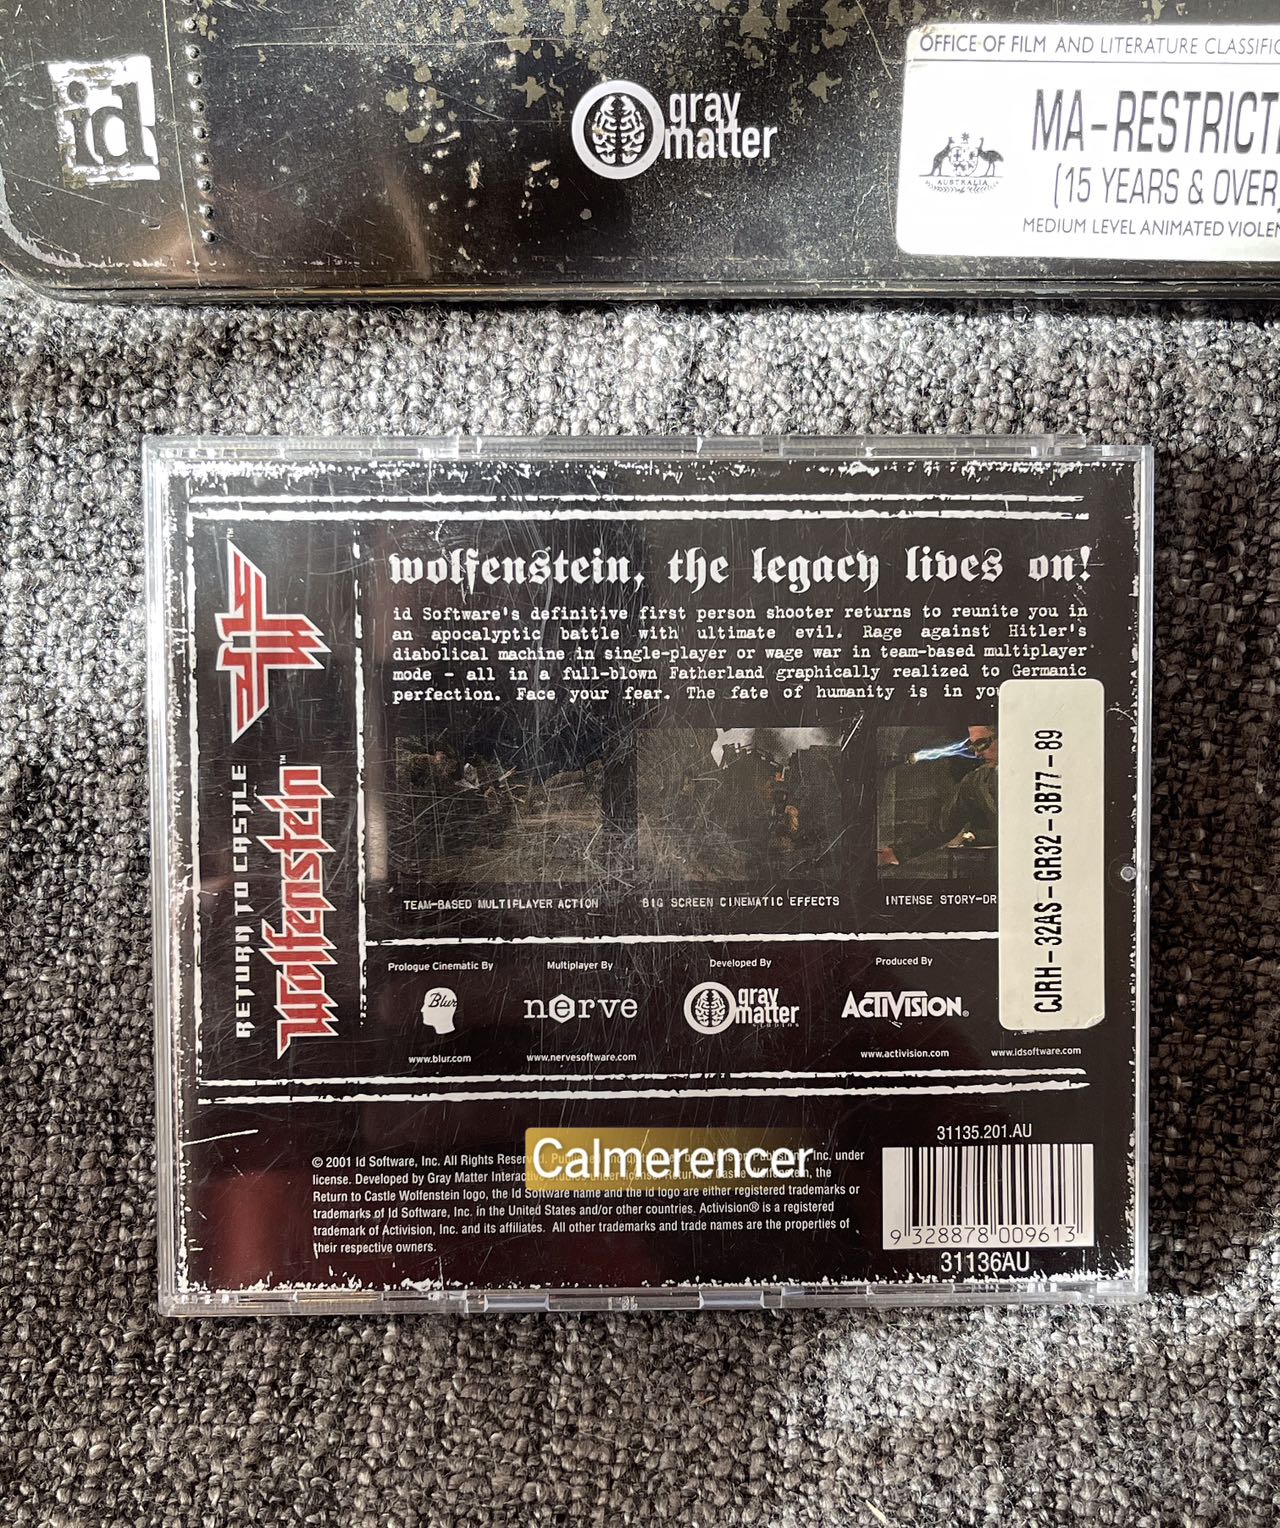 id
gray
matter
STUDIOS
OFFICE OF FILM AND LITERATURE
MA-
(15 YEARS & OVER
AUSTRALIA
MEDIUM LEVEL ANIMATED
RETURN TO CASTLE
Wolfenstein™
wolfenstein, the legacy lives on!
id Software's definitive first person shooter returns to reunite you in
an apocalyptic battle with ultimate evil. Rage against Hitler's
diabolical machine in single-player or wage war in team-based multiplayer
mode - all in a full-blown Fatherland graphically realized to Germanic
perfection. Face your fear. The fate of humanity is in
TEAM-BASED MULTIPLAYER ACTION
BIG SCREEN CINEMATIC EFFECTS
INTENSE
CJRH-32AS-GR32-3B77-89
Prologue Cinematic By
Multiplayer By
Developed By
Produced By
Blur
nerve
gray
matter
STUDIOS
ACTIVISION®
www.blur.com
www.nervesoftware.com
www.activision.com
www.idsoftware.com
31135.201.AU
© 2001 Id Software, Inc. All Rights Inc. under
Calmerencer
license. Developed by Gray Matter the
Return to Castle Wolfenstein logo, the Id Software name and the id logo are either registered trademarks or
trademarks of Id Software, Inc. in the United States and/or other countries. Activision® is a registered
trademark of Activision, Inc. and its affiliates. All other trademarks and trade names are the properties of
their respective owners.
9 328878 009613
31136AU